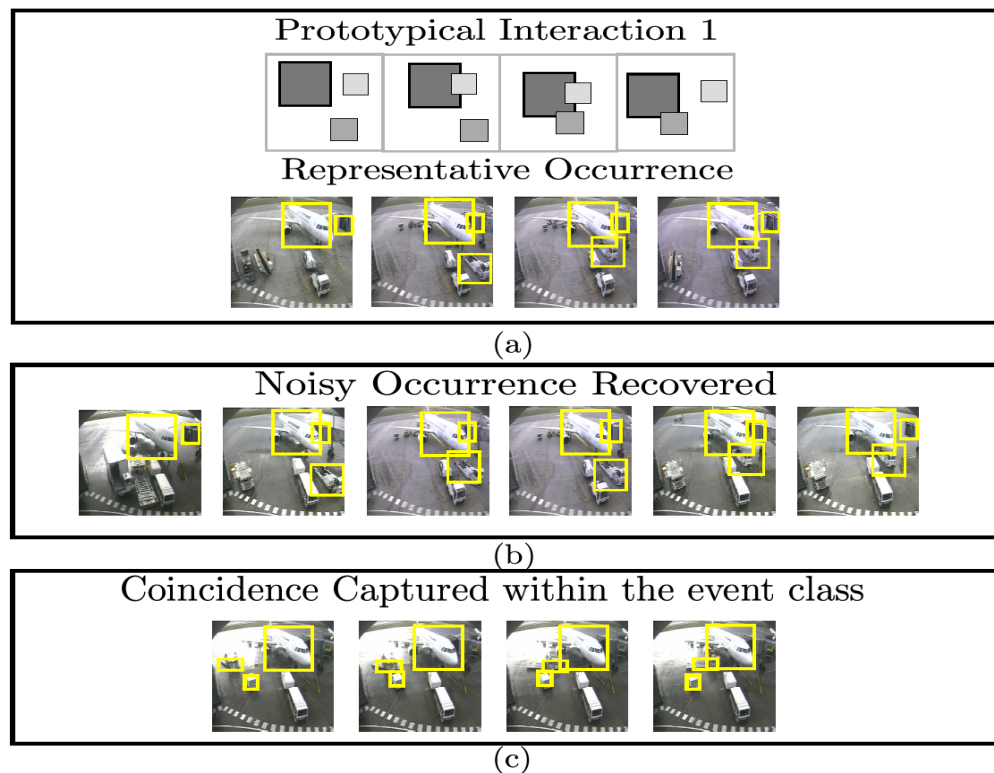 Prototypical Interaction 1
Representative Occurrence
(a)
Noisy Occurrence Recovered
(b)
Coincidence Captured within the event class
(c)